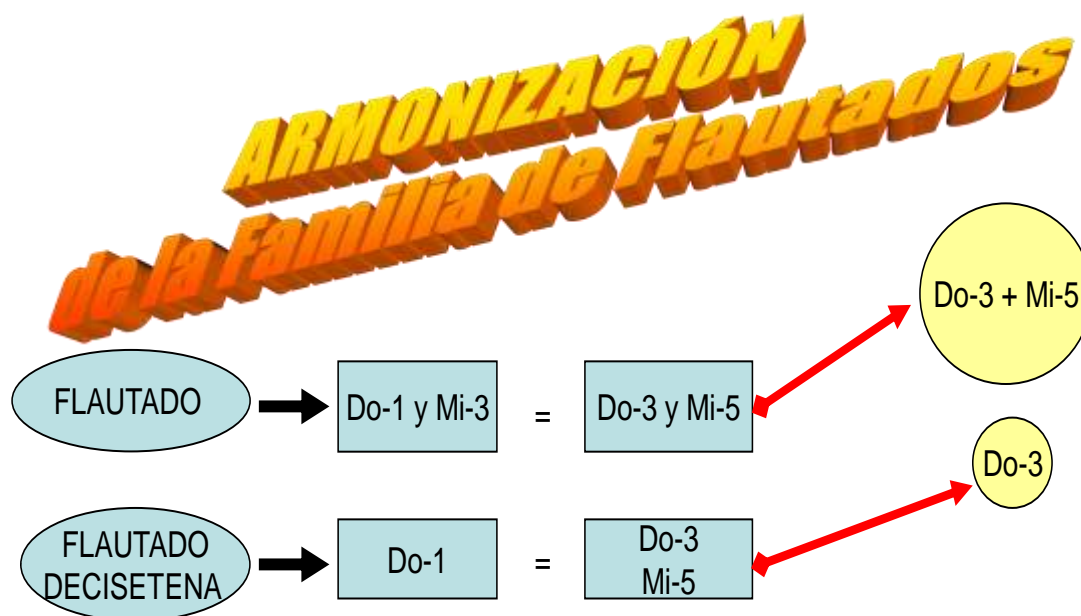 ARMONIZACIÓN
de la Familia de Flautados
Do-3 + Mi-5
FLAUTADO
Do-1 y Mi-3
=
Do-3 y Mi-5
Do-3
FLAUTADO
DECISETENA
Do-1
=
Do-3
Mi-5